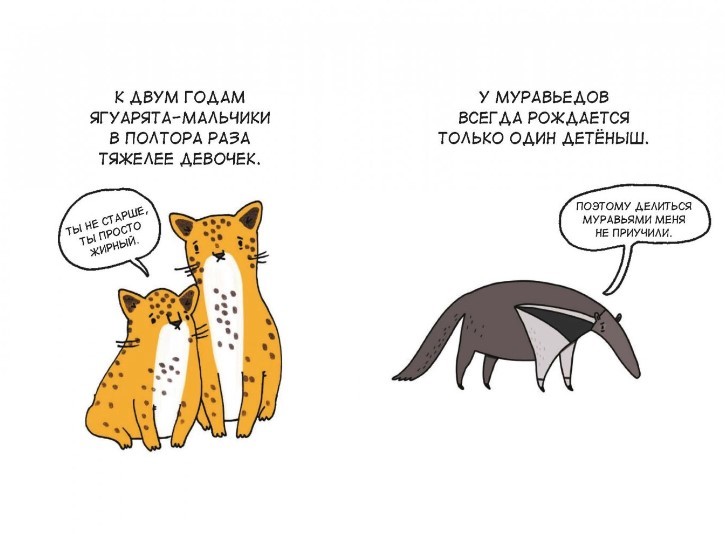 К ДВУМ ГОДАМ
ЯГУАРЯТА-МАЛЬЧИКИ
В ПОЛТОРА РАЗА
ТЯЖЕЛЕЕ ДЕВОЧЕК.
ТЫ НЕ СТАРШЕ,
ТЫ ПРОСТО
ЖИРНЫЙ.
У МУРАВЬЕДОВ
ВСЕГДА РОЖДАЕТСЯ
ТОЛЬКО ОДИН ДЕТЁНЫШ.
ПОЭТОМУ ДЕЛИТЬСЯ
МУРАВЬЯМИ МЕНЯ
НЕ ПРИУЧИЛИ.